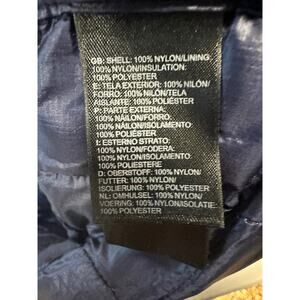 GB: SHELL: 100% NYLON/LINING:
100% NYLON/INSULATION:
100% POLYESTER
E: TELA EXTERIOR: 100% NILÓN/
FORRO: 100% NILÓN/TELA
AISLANTE: 100% POLIÉSTER
P: PARTE EXTERNA:
100% NÁILON/FORRO:
100% NÁILON/ISOLAMENTO:
100% POLIÉSTER
I: ESTERNO STRATO:
100% NYLON/FODERA:
100% NYLON/ISOLAMENTO:
100% POLIESTERE
D: OBERSTOFF: 100% NYLON/
FUTTER: 100% NYLON/
ISOLIERUNG: 100% POLYESTER
NL: OMHULSEL: 100% NYLON/
VOERING: 100% NYLON/ISOLATIE:
100% POLYESTER